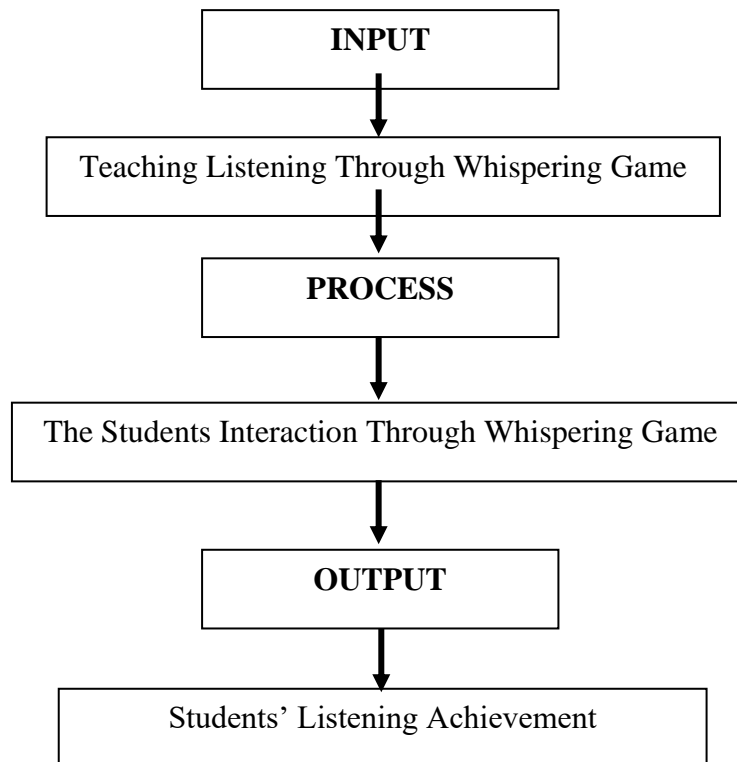 INPUT
Teaching Listening Through Whispering Game
PROCESS
The Students Interaction Through Whispering Game
OUTPUT
Students’ Listening Achievement